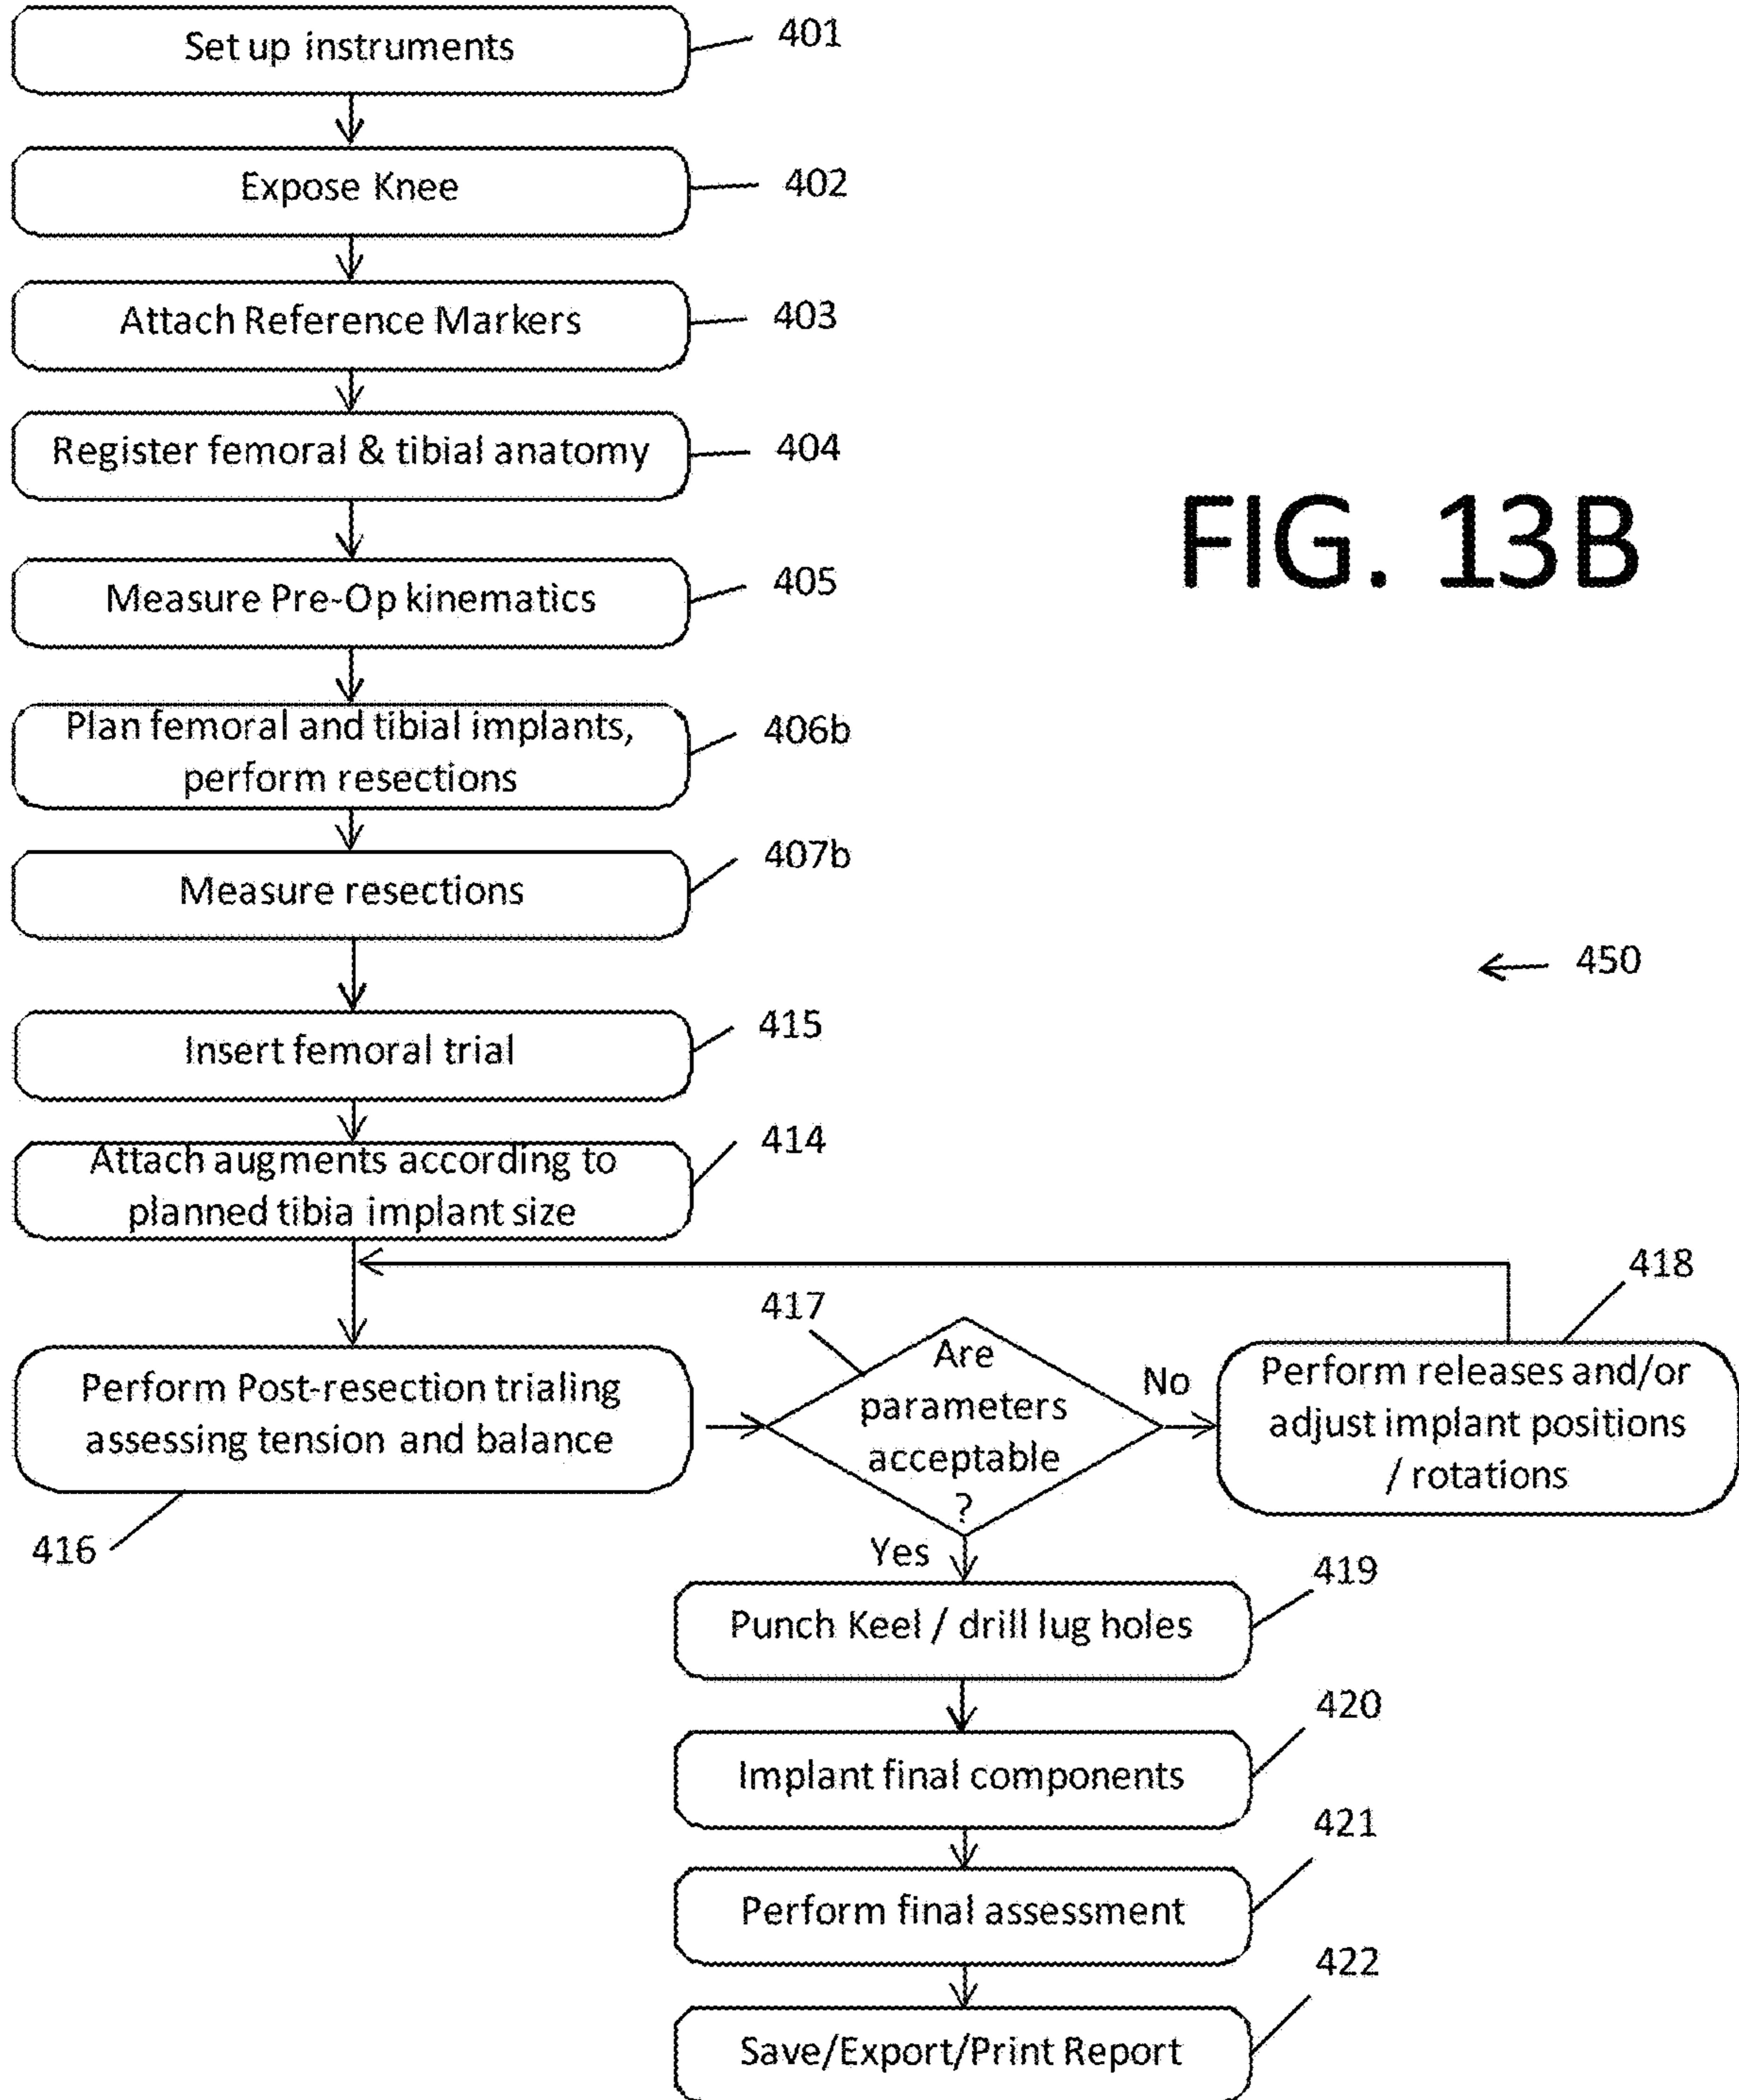 Set up instruments
401
Expose Knee
402
Attach Reference Markers
403
Register femoral & tibial anatomy
404
FIG. 13B
Measure Pre-Op kinematics
405
Plan femoral and tibial implants,
perform resections
406b
Measure resections
407b
450
Insert femoral trial
415
Attach augments according to
planned tibia implant size
414
Perform Post-resection trialing
assessing tension and balance
416
417
Are
parameters
acceptable
?
No
Perform releases and/or
adjust implant positions
/ rotations
418
Yes
Punch Keel / drill lug holes
419
Implant final components
420
Perform final assessment
421
Save/Export/Print Report
422